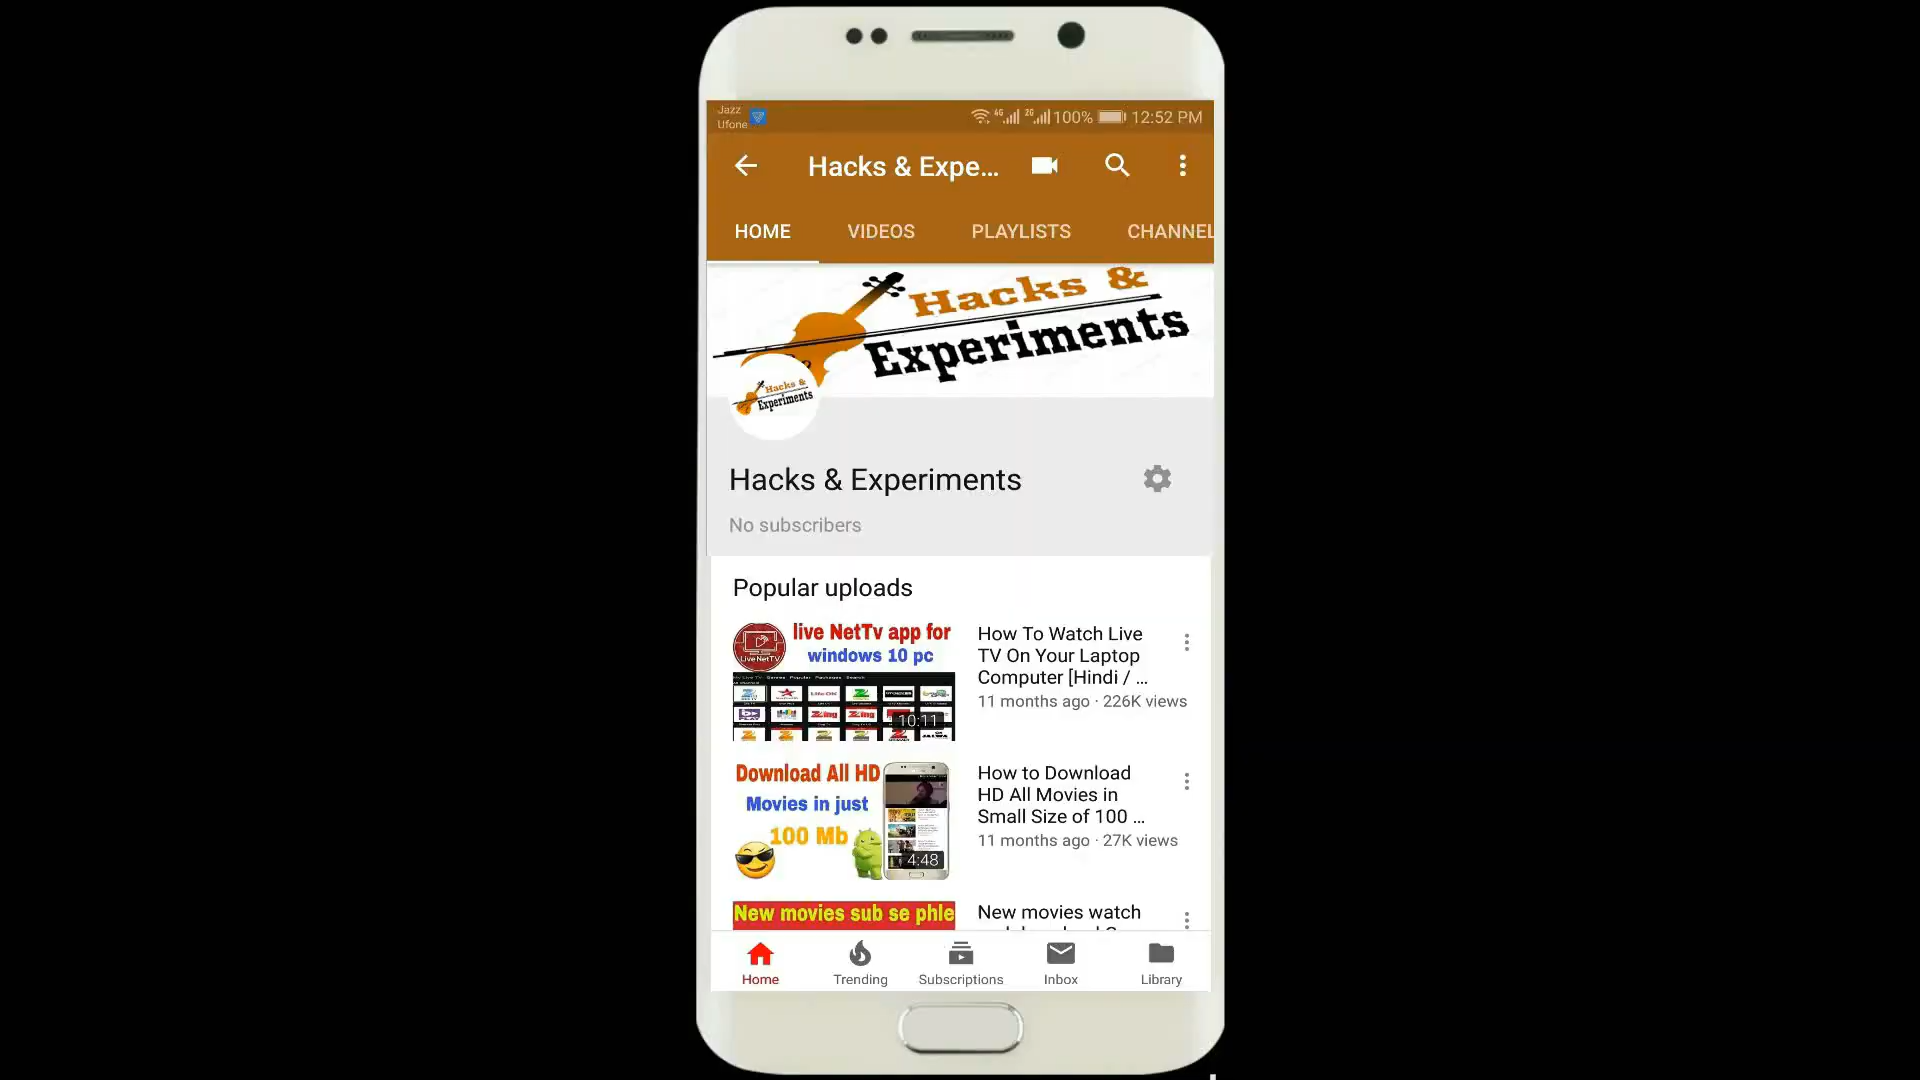 Jazz
Ufone
4G 2G 100% 12:52 PM
Hacks & Expe...
HOME VIDEOS PLAYLISTS CHANNEL
Hacks &
Experiments
Hacks &
Experiments
Hacks & Experiments
No subscribers
Popular uploads
live NetTv app for
windows 10 pc
Live NetTV
10:11
How To Watch Live
TV On Your Laptop
Computer [Hindi / ...
11 months ago · 226K views
Download All HD
Movies in just
100 Mb
4:48
How to Download
HD All Movies in
Small Size of 100 ...
11 months ago · 27K views
New movies sub se phle
New movies watch
Home Trending Subscriptions Inbox Library